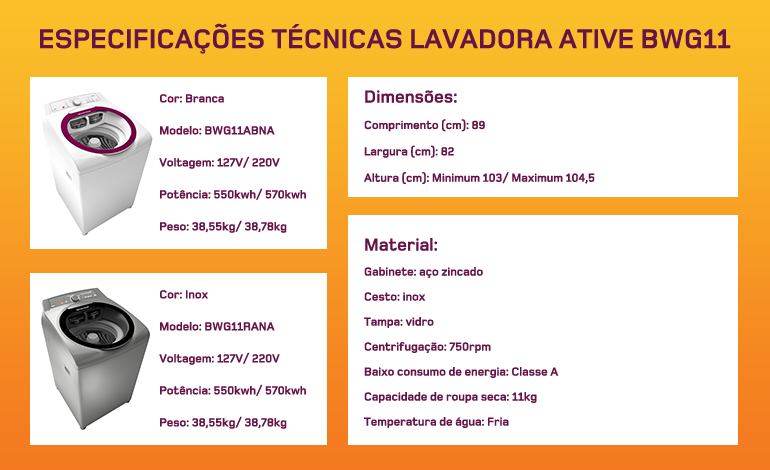 ESPECIFICAÇÕES TÉCNICAS LAVADORA ATIVE BWG11
Cor: Branca
Modelo: BWG11ABNA
Voltagem: 127V/ 220V
Potência: 550kwh/ 570kwh
Peso: 38,55kg/ 38,78kg
Cor: Inox
Modelo: BWG11RANA
Voltagem: 127V/ 220V
Potência: 550kwh/ 570kwh
Peso: 38,55kg/ 38,78kg
Dimensões:
Comprimento (cm): 89
Largura (cm): 82
Altura (cm): Minimum 103/ Maximum 104,5
Material:
Gabinete: aço zincado
Cesto: inox
Tampa: vidro
Centrifugação: 750rpm
Baixo consumo de energia: Classe A
Capacidade de roupa seca: 11kg
Temperatura de água: Fria